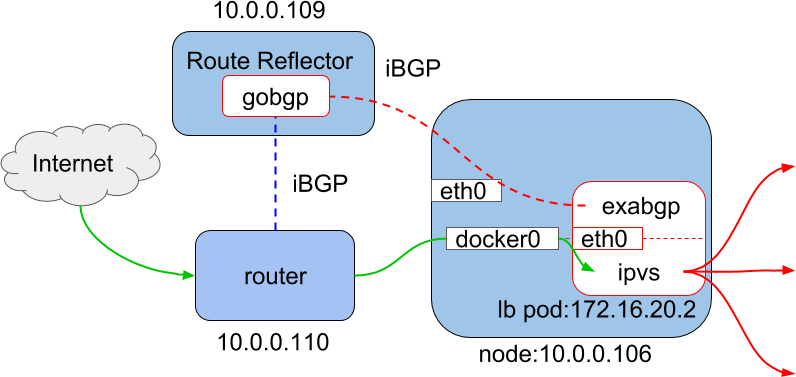 10.0.0.109
Route Reflector
gobgp
iBGP
Internet
iBGP
eth0
exabgp
docker0
eth0
router
ipvs
lb pod:172.16.20.2
10.0.0.110
node:10.0.0.106